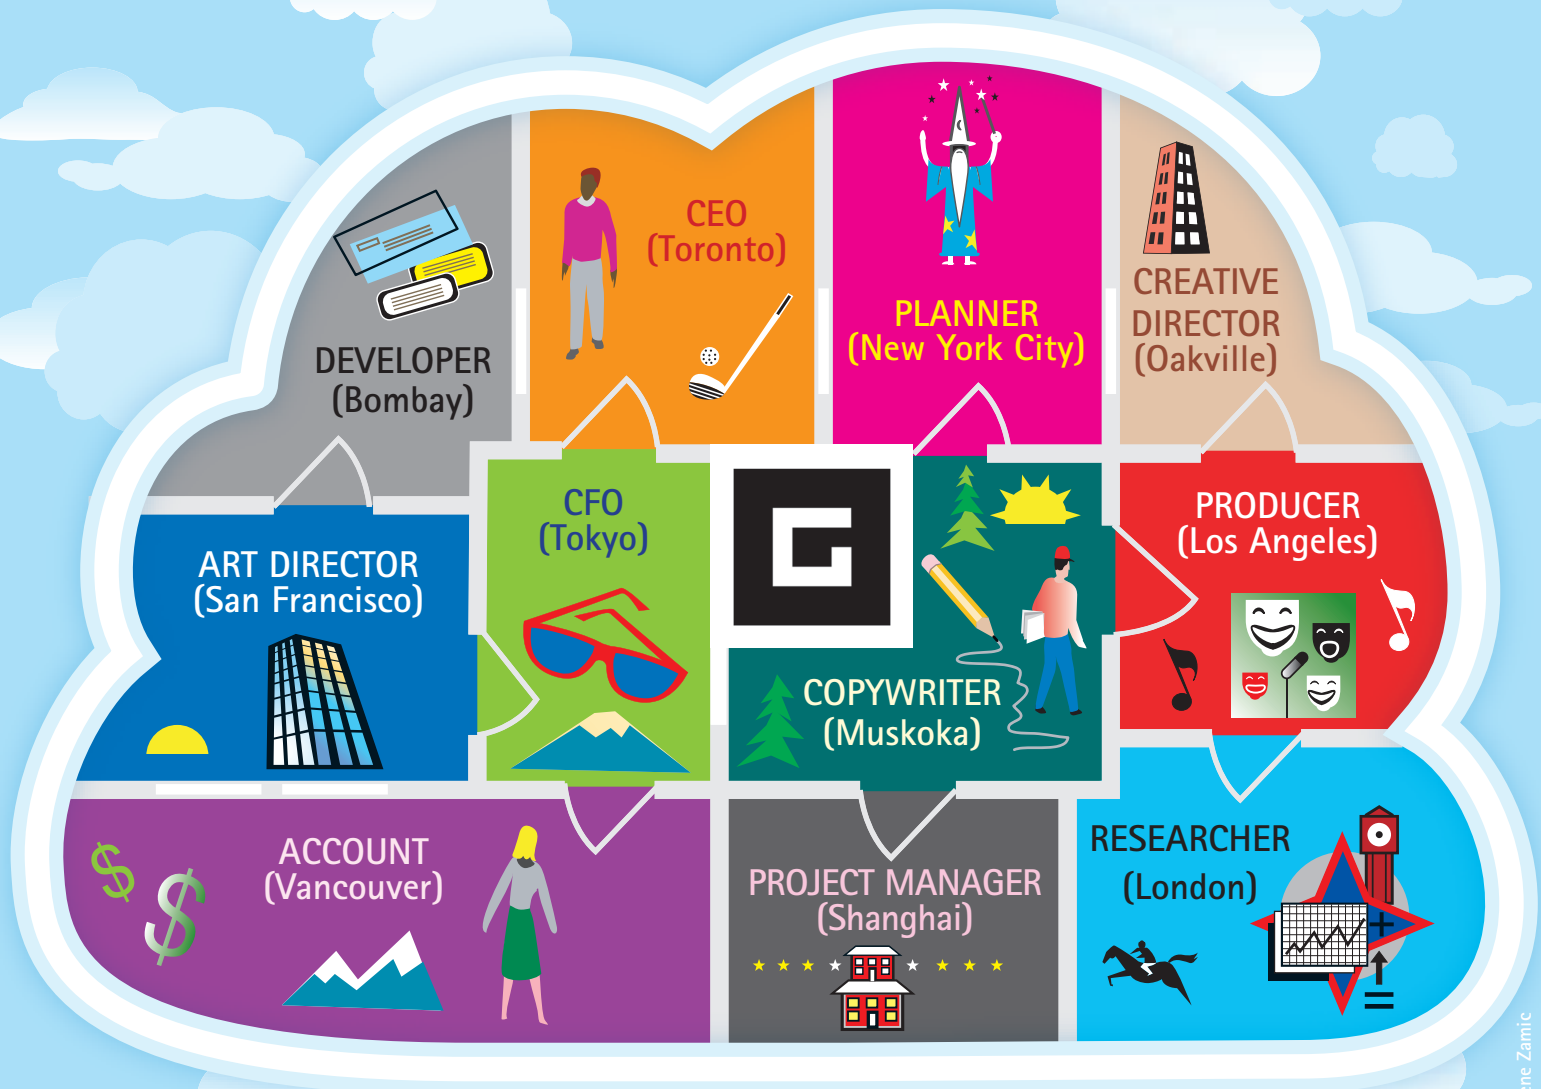 DEVELOPER
(Bombay)
CEO
(Toronto)
PLANNER
(New York City)
CREATIVE
DIRECTOR
(Oakville)
ART DIRECTOR
(San Francisco)
CFO
(Tokyo)
G
PRODUCER
(Los Angeles)
COPYWRITER
(Muskoka)
ACCOUNT
(Vancouver)
$
$
PROJECT MANAGER
(Shanghai)
RESEARCHER
(London)
+
=
Zamic